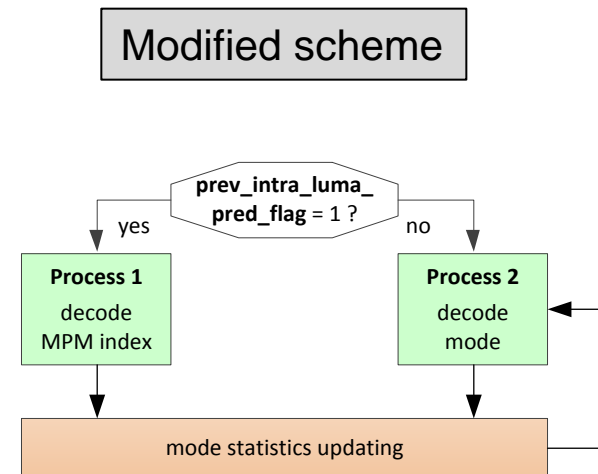 Modified scheme
prev_intra_luma_
pred_flag = 1 ?
yes
no
Process 1
decode
MPM index
Process 2
decode
mode
mode statistics updating